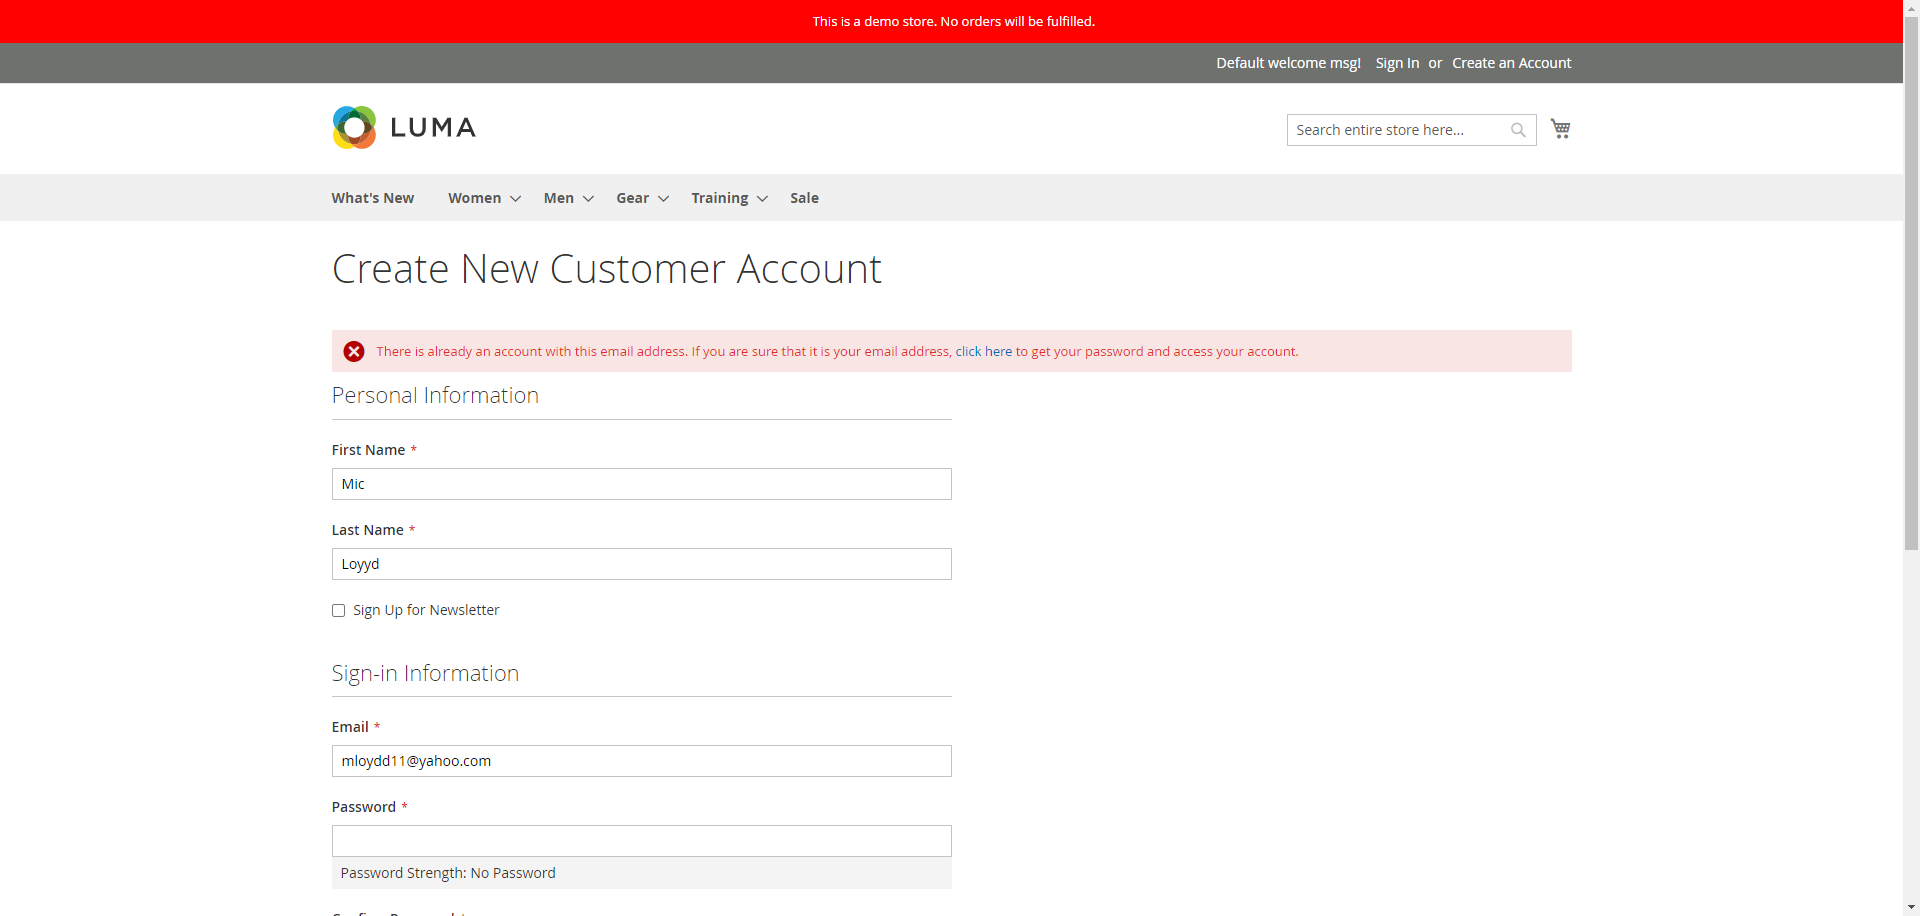 This is a demo store. No orders will be fulfilled.
Default welcome msg! Sign In or Create an Account
LUMA
Search entire store here...
What's New Women Men Gear Training Sale
Create New Customer Account
There is already an account with this email address. If you are sure that it is your email address, click here to get your password and access your account.
Personal Information
First Name *
Mic
Last Name *
Loyyd
Sign Up for Newsletter
Sign-in Information
Email *
mloydd11@yahoo.com
Password *
Password Strength: No Password